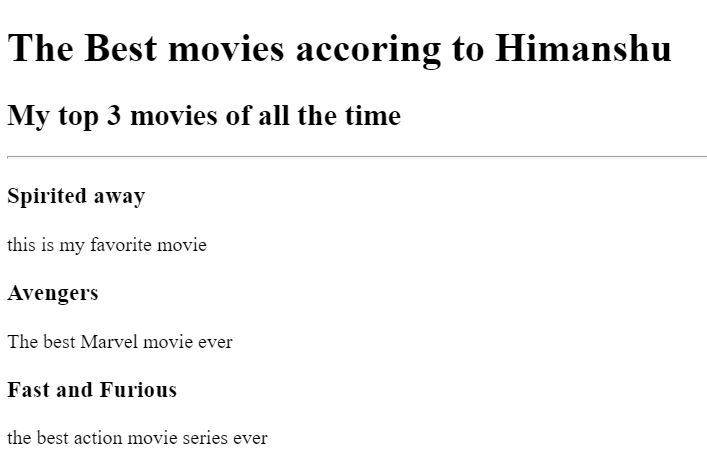 The Best movies accoring to Himanshu
My top 3 movies of all the time
Spirited away
this is my favorite movie
Avengers
The best Marvel movie ever
Fast and Furious
the best action movie series ever